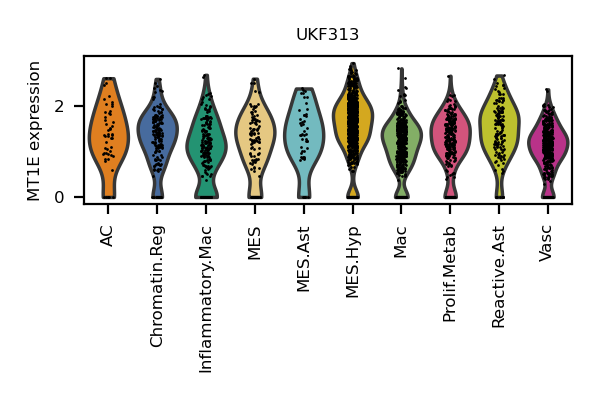 UKF313
MT1E expression
2
0
AC
Chromatin.Reg
Inflammatory.Mac
MES
MES.Ast
MES.Hyp
Mac
Prolif.Metab
Reactive.Ast
Vasc